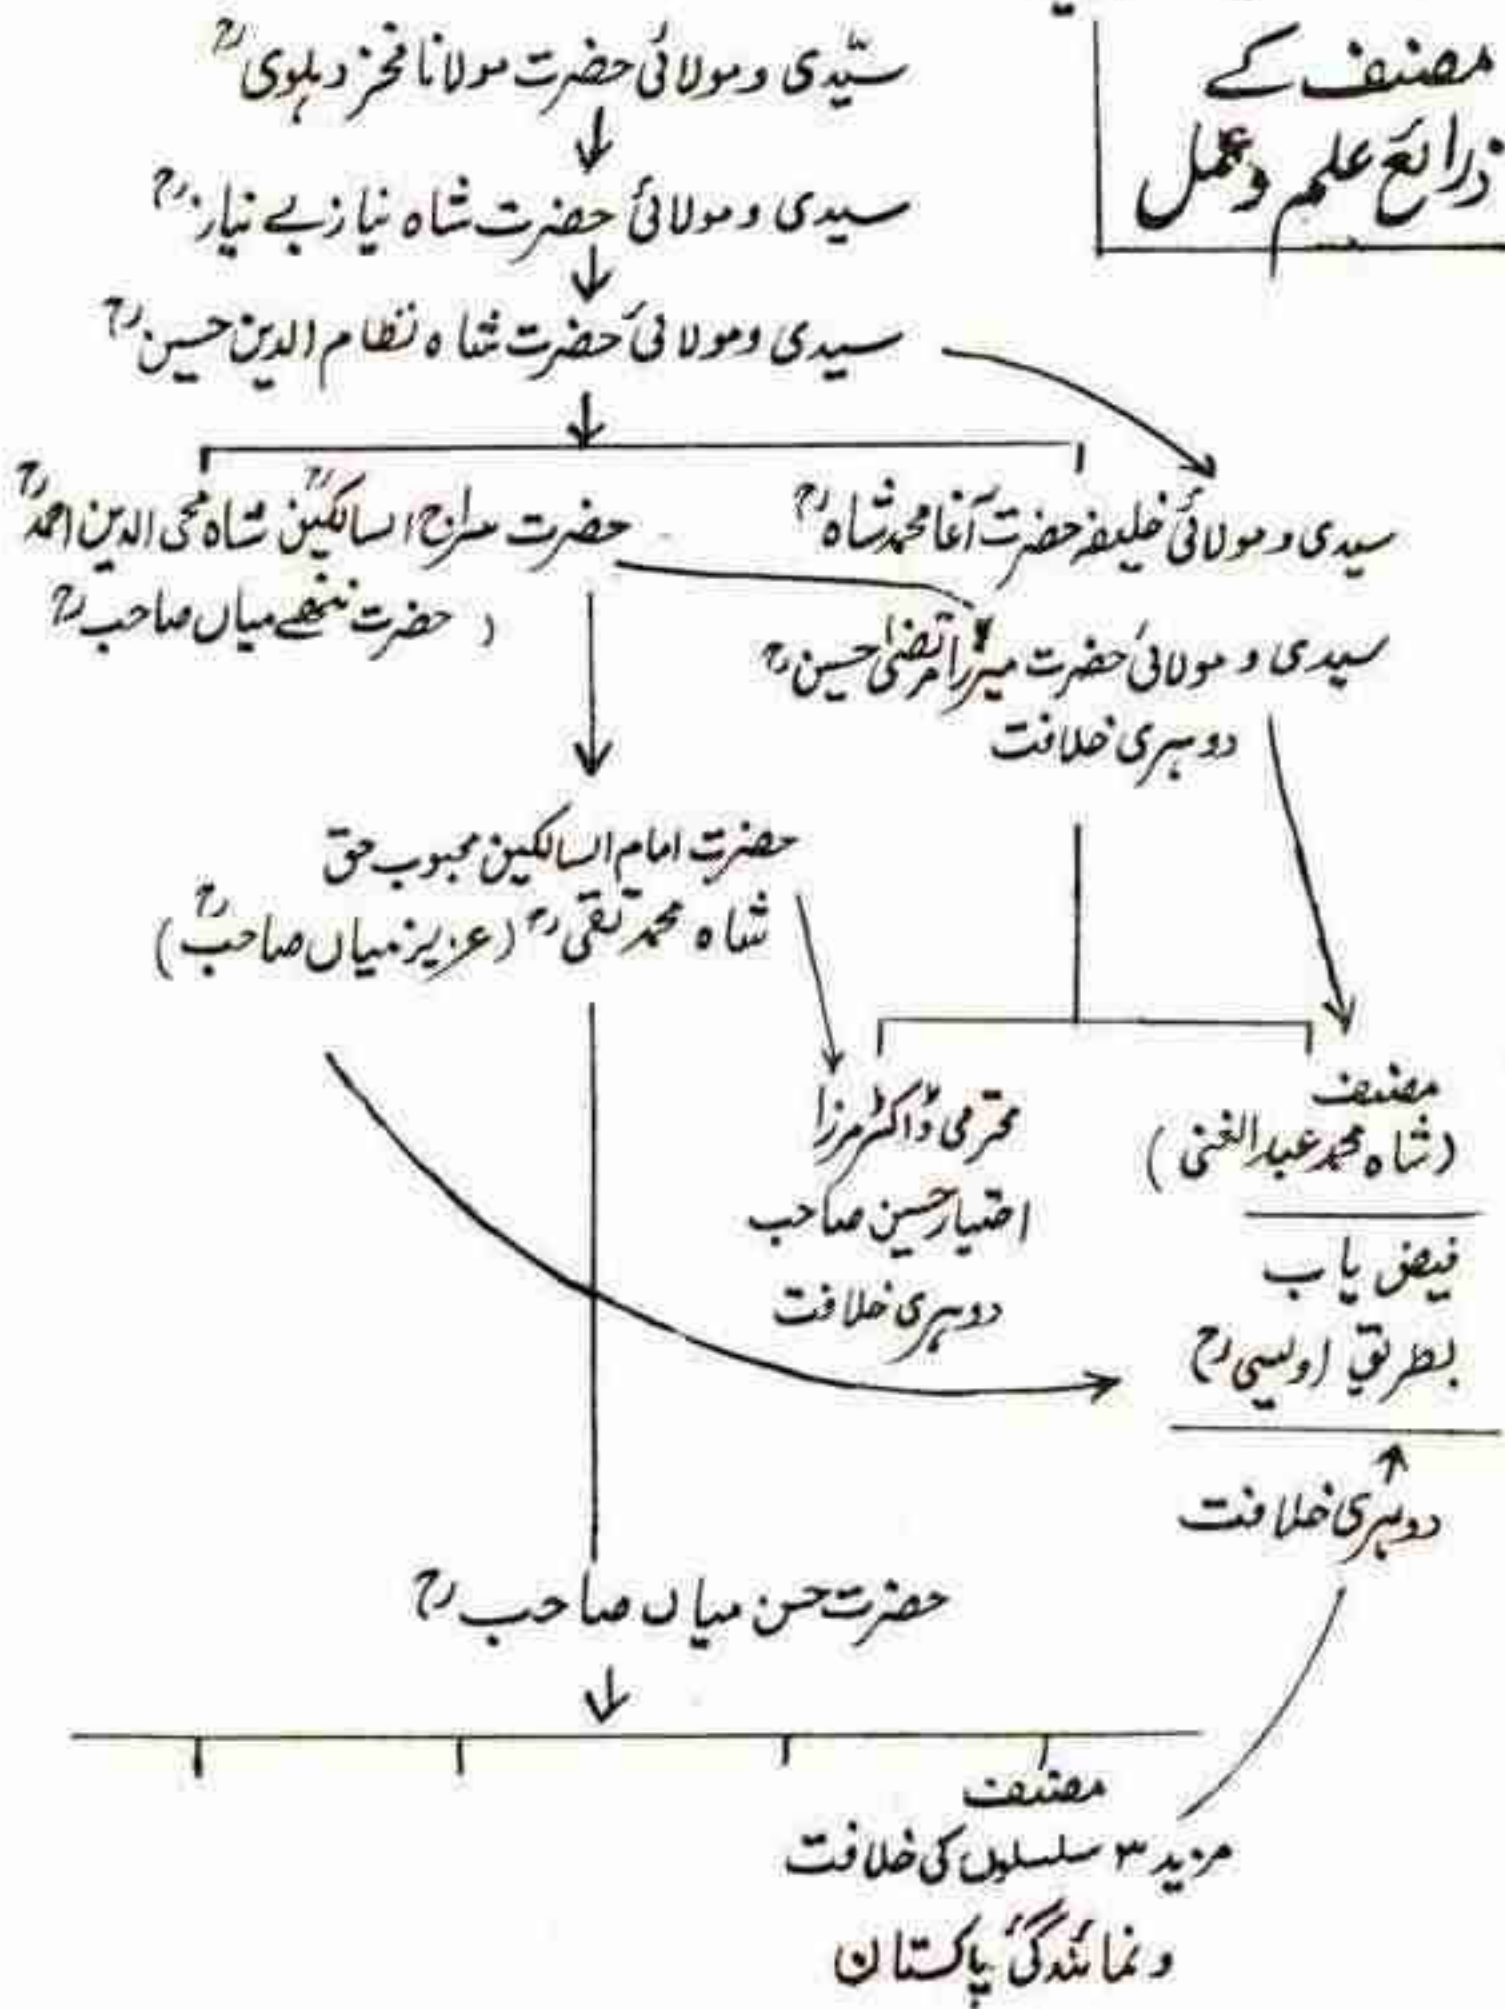 مصنف کے
ذرائع علم و عمل
سیّدی و مولائی حضرت مولانا فخر دہلوی رح
سیدی و مولائی حضرت شاہ نیاز بے نیاز رح
سیدی و مولائی حضرت شاہ نظام الدین حسین رح
سیدی و مولائی خلیفہ حضرت آغا محمد شاہ رح
حضرت سراج السالکین رح شاہ محی الدین احمد رح
( حضرت ننھے میاں صاحب رح
سیدی و مولائی حضرت میرزا مرتضیٰ حسین رح
دوہری خلافت
حضرت امام السالکین محبوب حق
شاہ محمد تقی رح (عزیز میاں صاحب رح)
مصنف
(شاہ محمد عبدالغنی)
فیض یاب
بطریق اویسی رح
دوہری خلافت
محترمی ڈاکٹر مرزا
اختیار حسین صاحب
دوہری خلافت
حضرت حسن میاں صاحب رح
مصنف
مزید ۳ سلسلوں کی خلافت
و نمائندگیٔ پاکستان